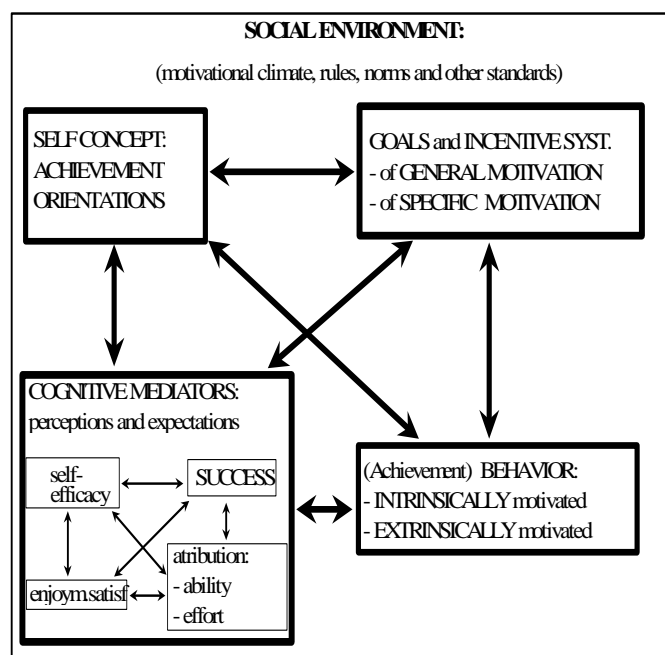 SOCIAL ENVIRONMENT:
(motivational climate, rules, norms and other standards)
SELF CONCEPT:
ACHIEVEMENT
ORIENTATIONS
GOALS and INCENTIVE SYST.
- of GENERAL MOTIVATION
- of SPECIFIC MOTIVATION
COGNITIVE MEDIATORS:
perceptions and expectations
self-
efficacy
SUCCESS
enjoym.satisf
atribution:
- ability
- effort
(Achievement) BEHAVIOR:
- INTRINSICALLY motivated
- EXTRINSICALLY motivated